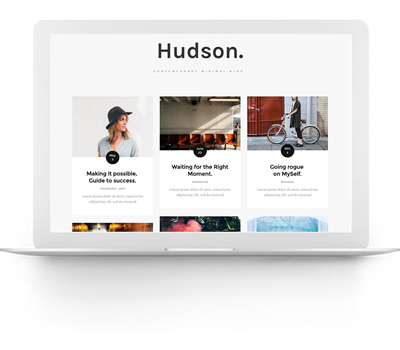 Hudson.
CONTEMPORARY MINIMAL BLOG
Making it possible,
Guide to success.
Lorem ipsum dolor sit amet, consectetur
adipiscing elit, sed do eiusmod
Waiting for the Right
Moment.
Lorem ipsum dolor sit amet, consectetur
adipiscing elit, sed do eiusmod
Going rogue
on MySelf.
Lorem ipsum dolor sit amet, consectetur
adipiscing elit, sed do eiusmod